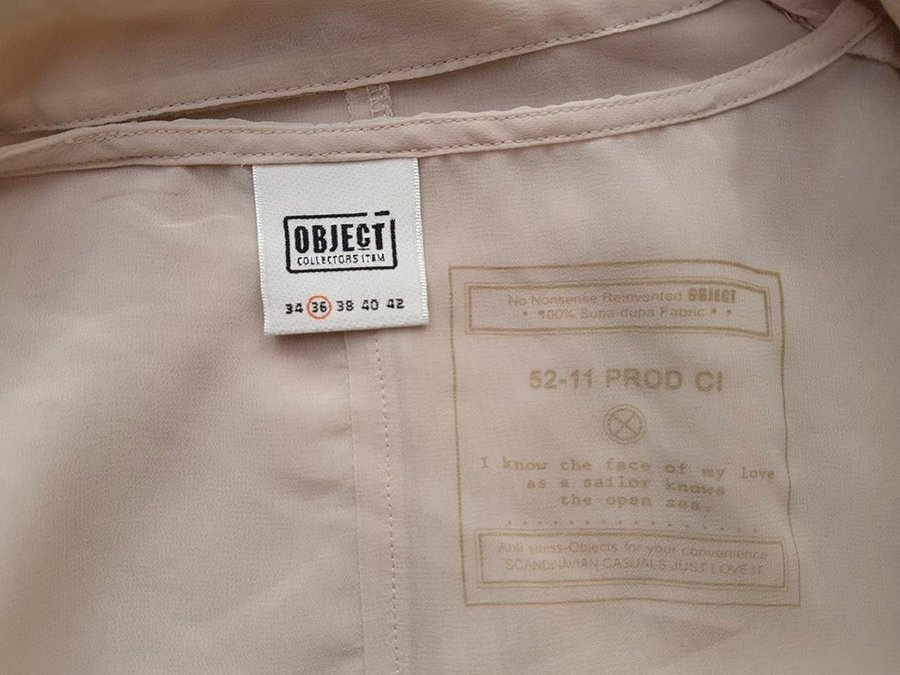 OBJECT
COLLECTORS ITEM
34 36 38 40 42
No Nonsense Reinvented OBJECT
• 100% Supa-dupa Fabric • •
52-11 PROD CI
I know the face of my love
as a sailor knows
the open sea.
Anti stress-Objects for your convenience
SCANDINAVIAN CASUALS JUST LOVE IT